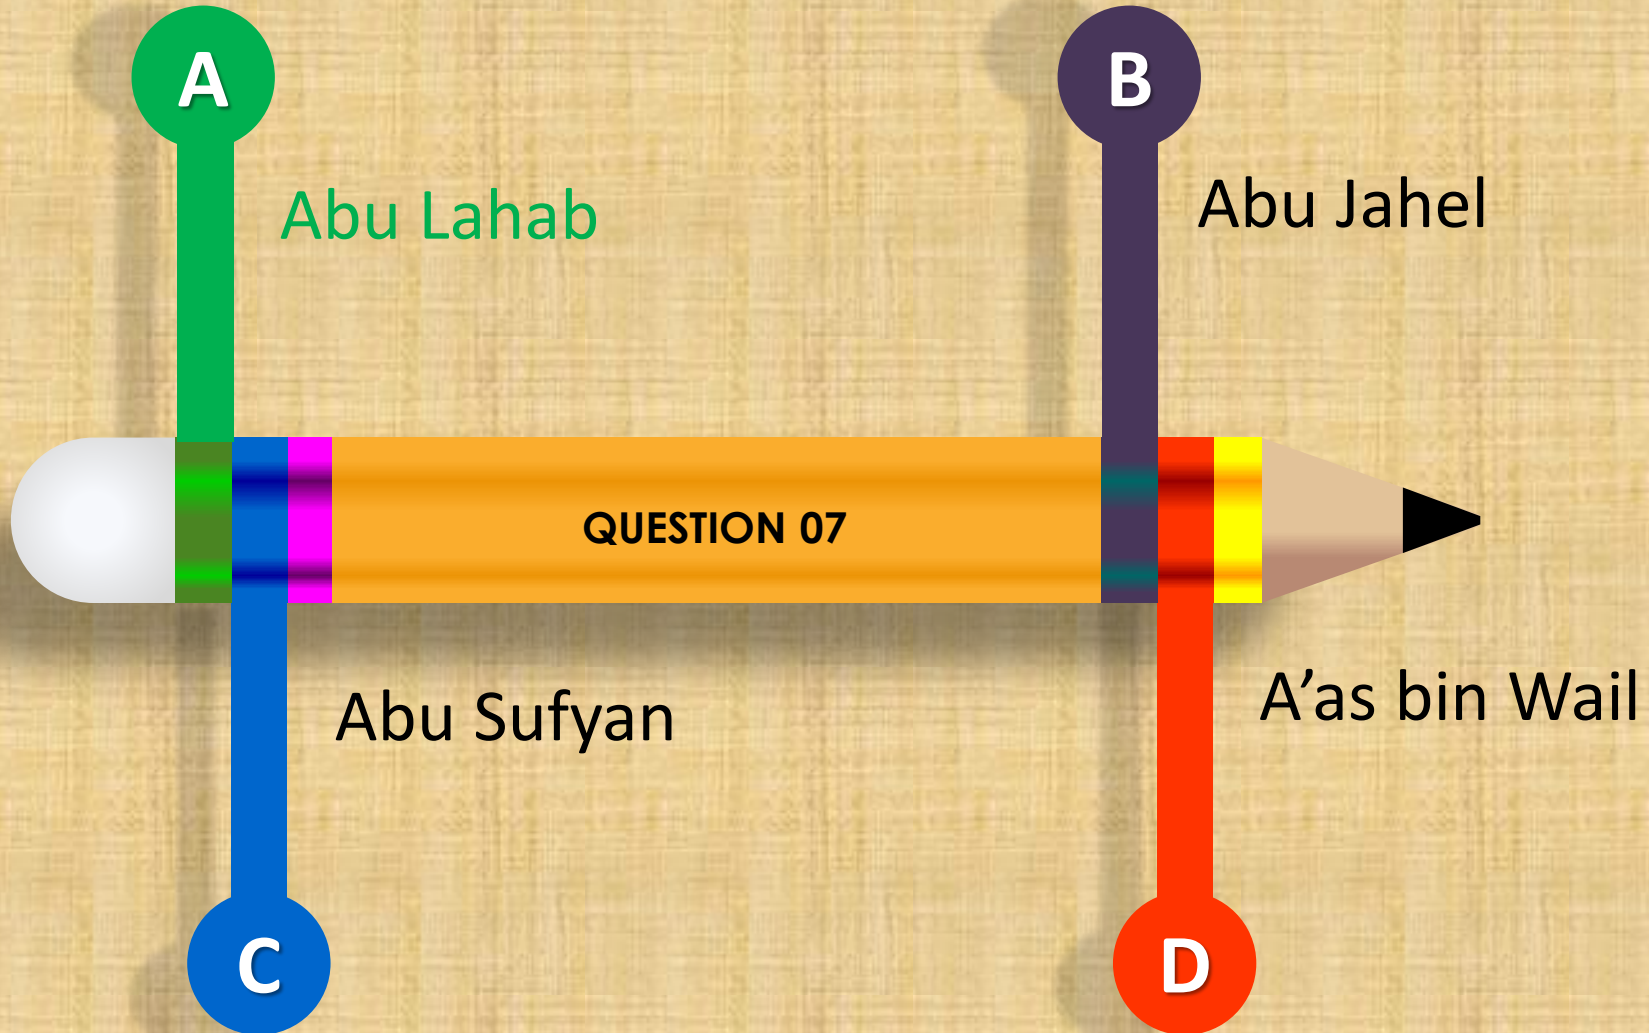 A
Abu Lahab
B
Abu Jahel
QUESTION 07
C
Abu Sufyan
D
A’as bin Wail